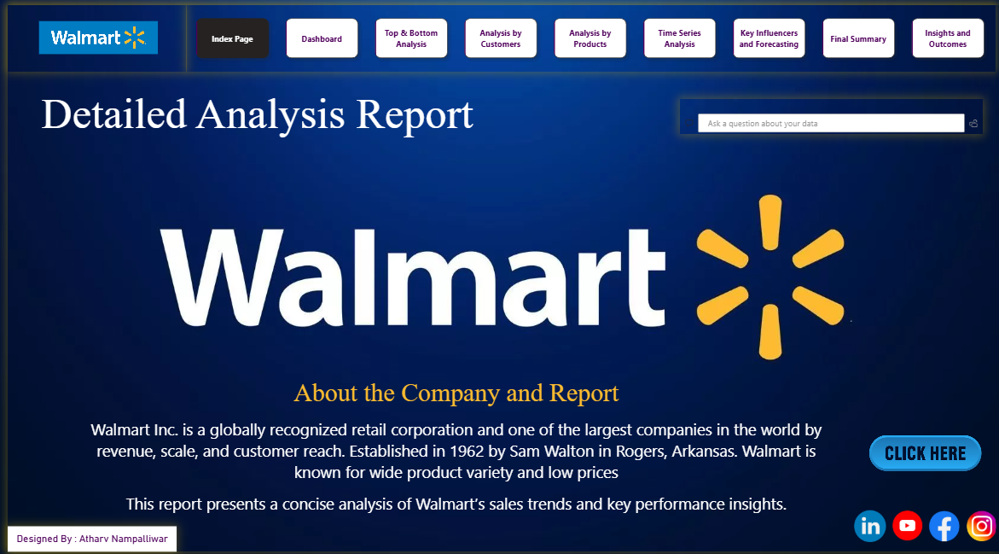 Walmart
Index Page
Dashboard
Top & Bottom
Analysis
Analysis by
Customers
Analysis by
Products
Time Series
Analysis
Key Influencers
and Forecasting
Final Summary
Insights and
Outcomes
Detailed Analysis Report
Ask a question about your data
Walmart
About the Company and Report
Walmart Inc. is a globally recognized retail corporation and one of the largest companies in the world by
revenue, scale, and customer reach. Established in 1962 by Sam Walton in Rogers, Arkansas. Walmart is
known for wide product variety and low prices
This report presents a concise analysis of Walmart’s sales trends and key performance insights.
CLICK HERE
in
f
Designed By : Atharv Nampalliwar